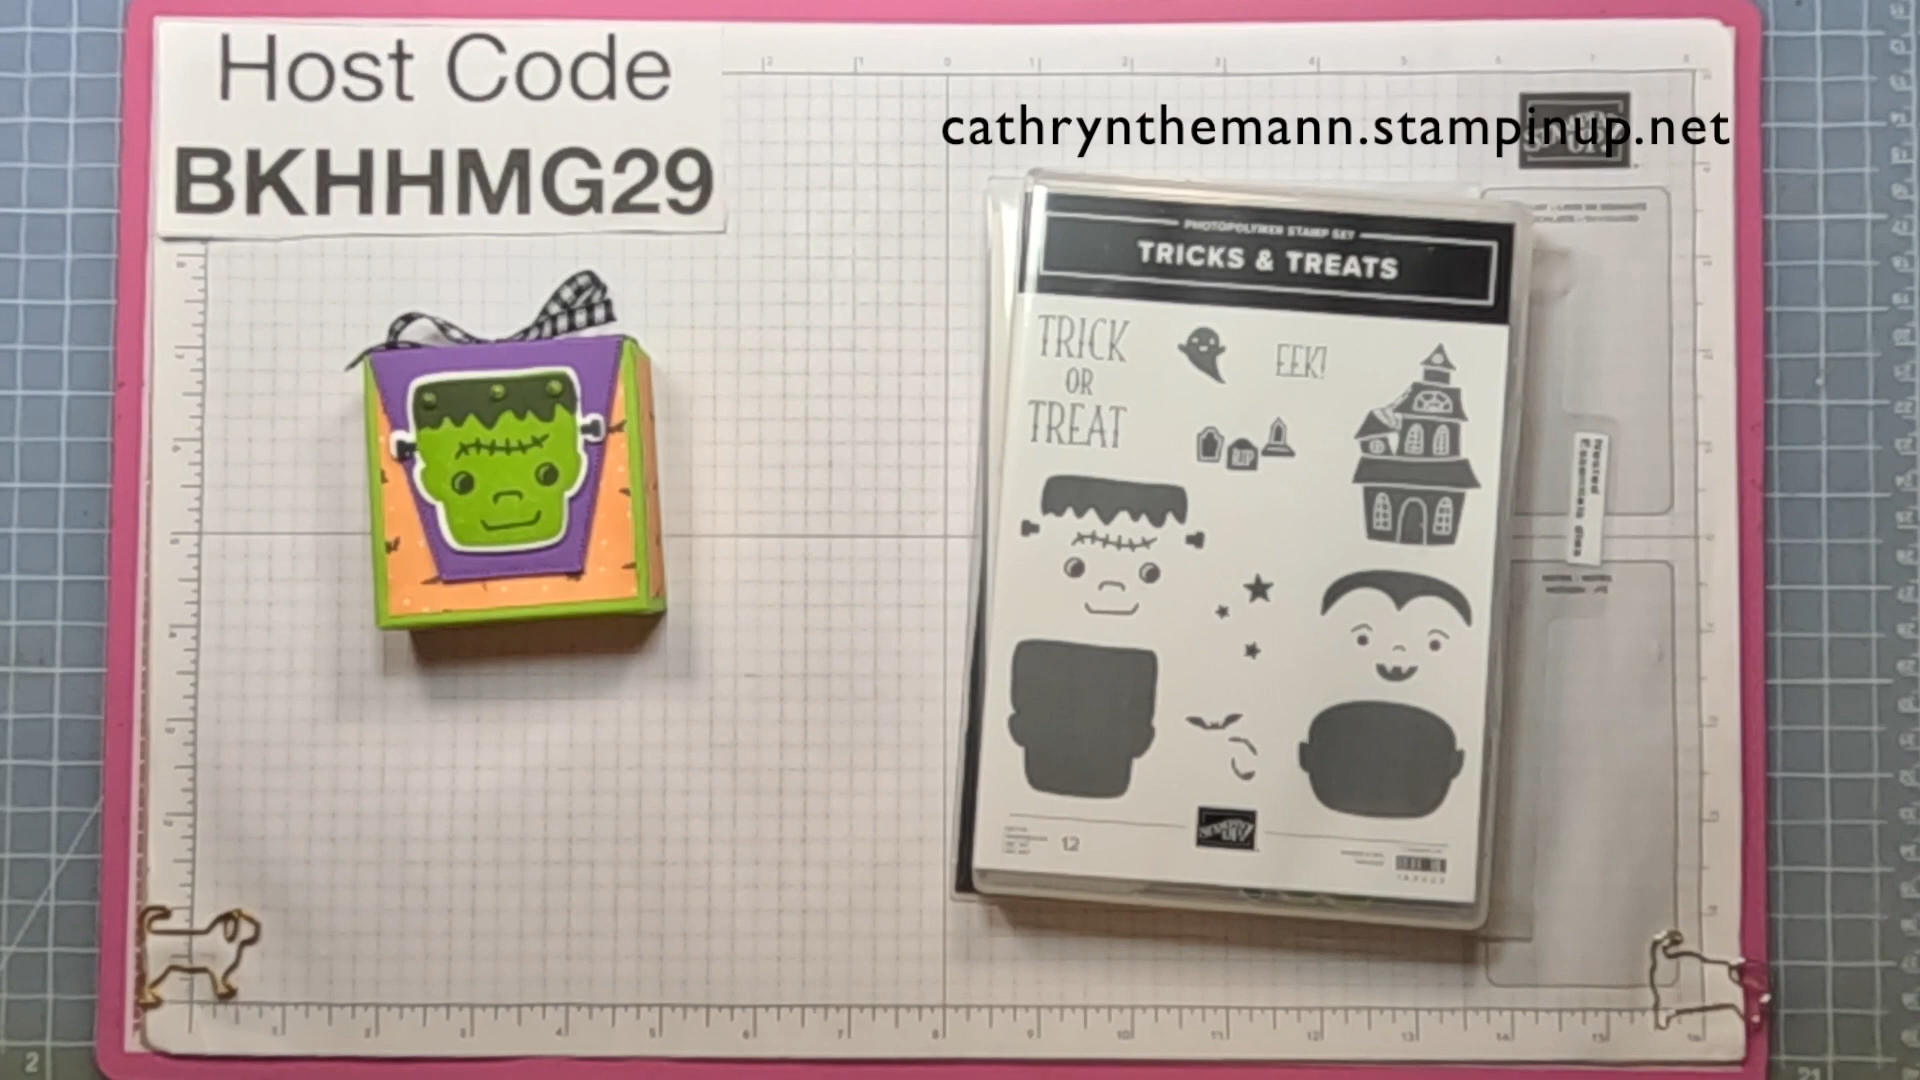 Host Code
BKHHMG29
cathrynthemann.stampinup.net
PHOTOPOLYMER STAMP SET
TRICKS & TREATS
TRICK
OR
TREAT
EEK!
RIP
12